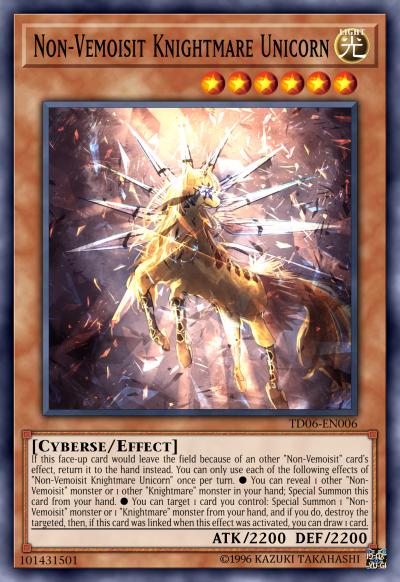 Non-Vemoisit Knightmare Unicorn
LIGHT
光
TD06-EN006
[Cyberse/Effect]
If this face-up card would leave the field because of an other "Non-Vemoisit" card's
effect, return it to the hand instead. You can only use each of the following effects of
"Non-Vemoisit Knightmare Unicorn" once per turn. ● You can reveal 1 other "Non-
Vemoisit" monster or 1 other "Knightmare" monster in your hand; Special Summon this
card from your hand. ● You can target 1 card you control; Special Summon 1 "Non-
Vemoisit" monster or 1 "Knightmare" monster from your hand, and if you do, destroy the
targeted, then, if this card was linked when this effect was activated, you can draw 1 card.
ATK/2200 DEF/2200
101431501
©1996 KAZUKI TAKAHASHI